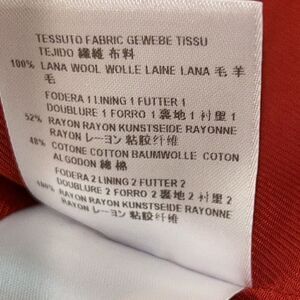 TESSUTO FABRIC GEWEBE TISSU
TEJIDO 繊維 布料
100% LANA WOOL WOLLE LAINE LANA 毛 羊
毛
FODERA 1 LINING 1 FUTTER 1
DOUBLURE 1 FORRO 1 裏地 1 衬里 1
52% RAYON RAYON KUNSTSEIDE RAYONNE
RAYON レーヨン 粘胶纤维
48% COTONE COTTON BAUMWOLLE COTON
ALGODON 綿 棉
FODERA 2 LINING 2 FUTTER 2
DOUBLURE 2 FORRO 2 裏地 2 衬里 2
100% RAYON RAYON KUNSTSEIDE RAYONNE
RAYON レーヨン 粘胶纤维